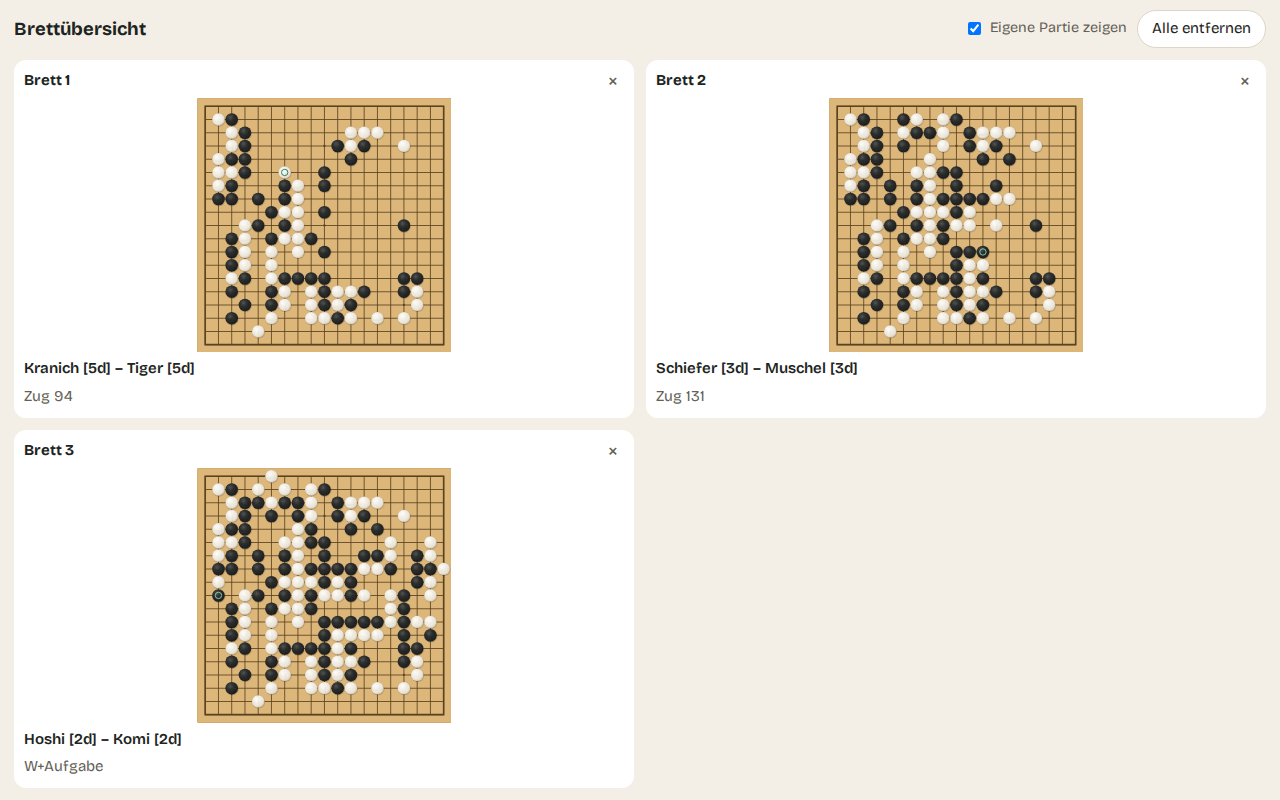 Brettübersicht
Eigene Partie zeigen
Alle entfernen
Brett 1
×
Kranich [5d] – Tiger [5d]
Zug 94
Brett 2
×
Schiefer [3d] – Muschel [3d]
Zug 131
Brett 3
×
Hoshi [2d] – Komi [2d]
W+Aufgabe